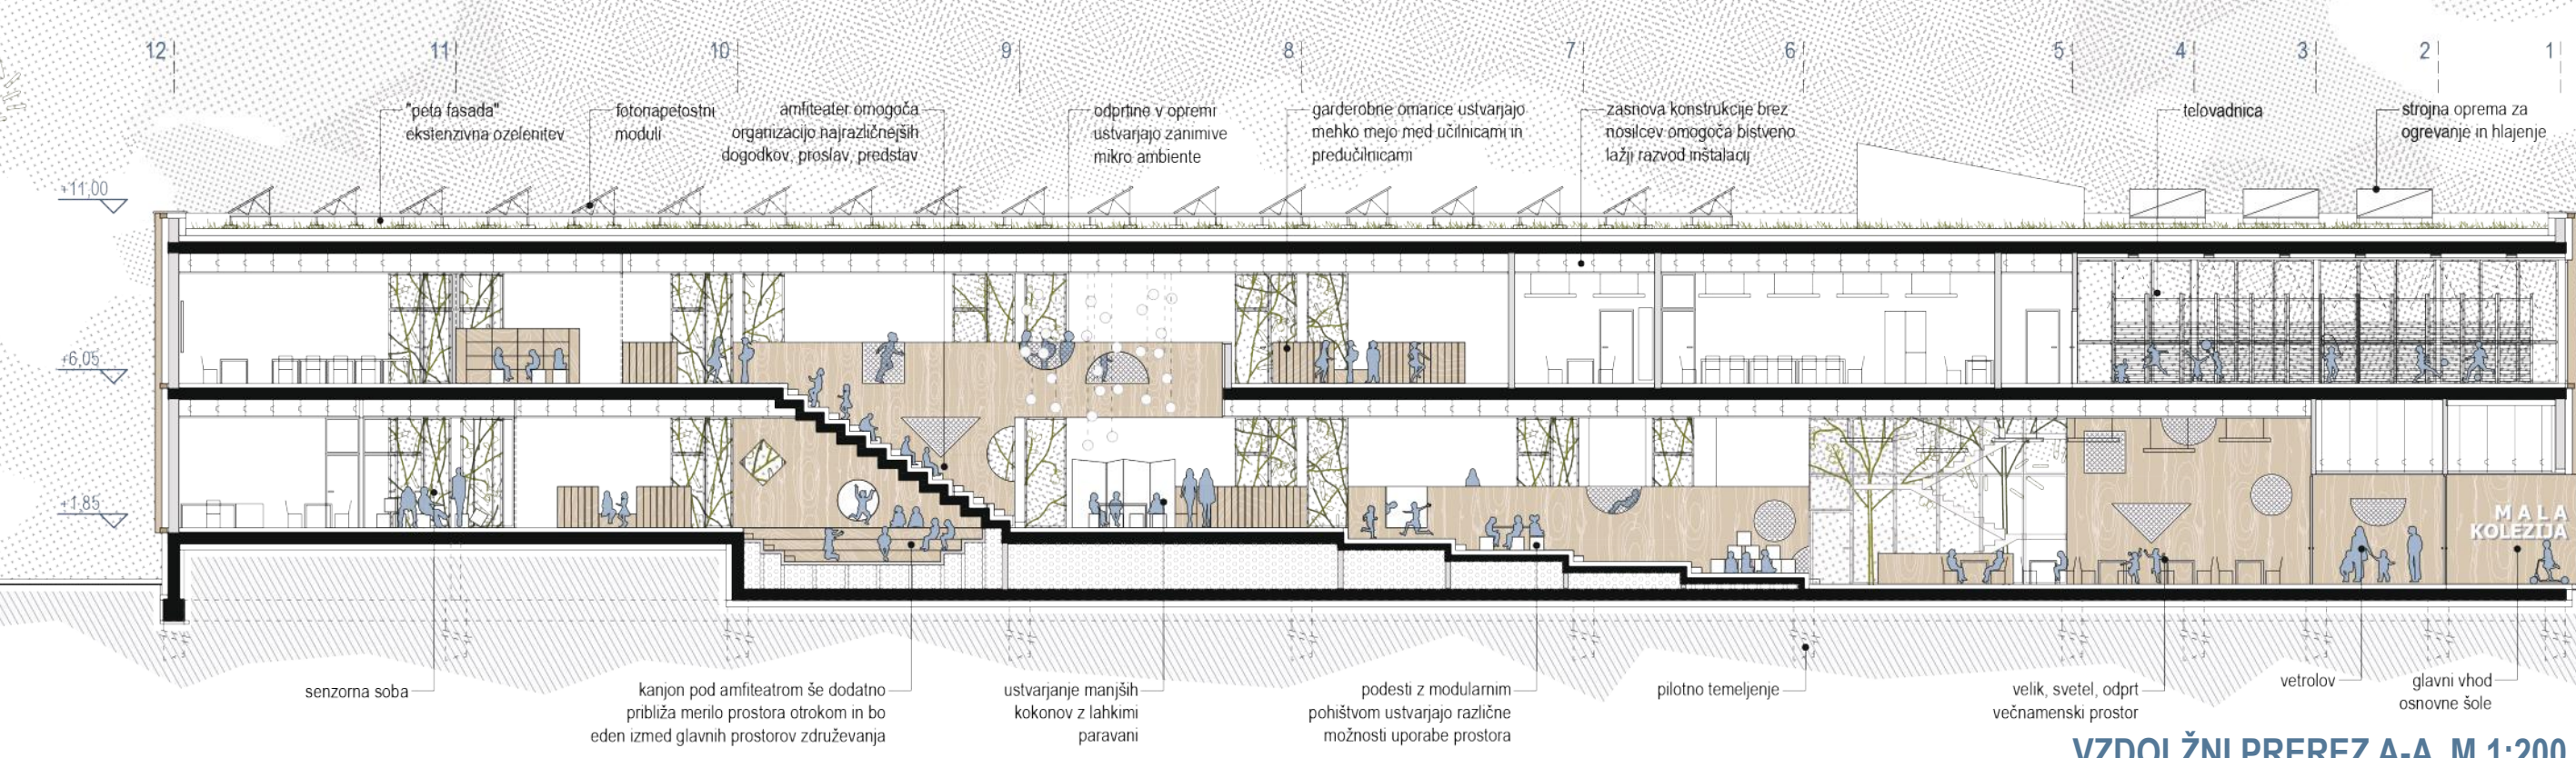 12
11
10
9
8
7
6
5
4
3
2
1
"peta fasada"
ekstenzivna ozelenitev
fotonapetostni
moduli
amfiteater omogoča
organizacijo najrazličnejših
dogodkov, proslav, predstav
odprtine v opremi
ustvarjajo zanimive
mikro ambiente
garderobne omarice ustvarjajo
mehko mejo med učilnicami in
predučilnicami
zasnova konstrukcije brez
nosilcev omogoča bistveno
lažji razvod inštalacij
telovadnica
strojna oprema za
ogrevanje in hlajenje
+11,00
+6,05
+1,85
MALA
KOLEZIJA
senzorna soba
kanjon pod amfiteatrom še dodatno
približa merilo prostora otrokom in bo
eden izmed glavnih prostorov združevanja
ustvarjanje manjših
kokonov z lahkimi
paravani
podesti z modularnim
pohištvom ustvarjajo različne
možnosti uporabe prostora
pilotno temeljenje
velik, svetel, odprt
večnamenski prostor
vetrolov
glavni vhod
osnovne šole
VZDOLŽNI PREREZ A-A, M 1:200